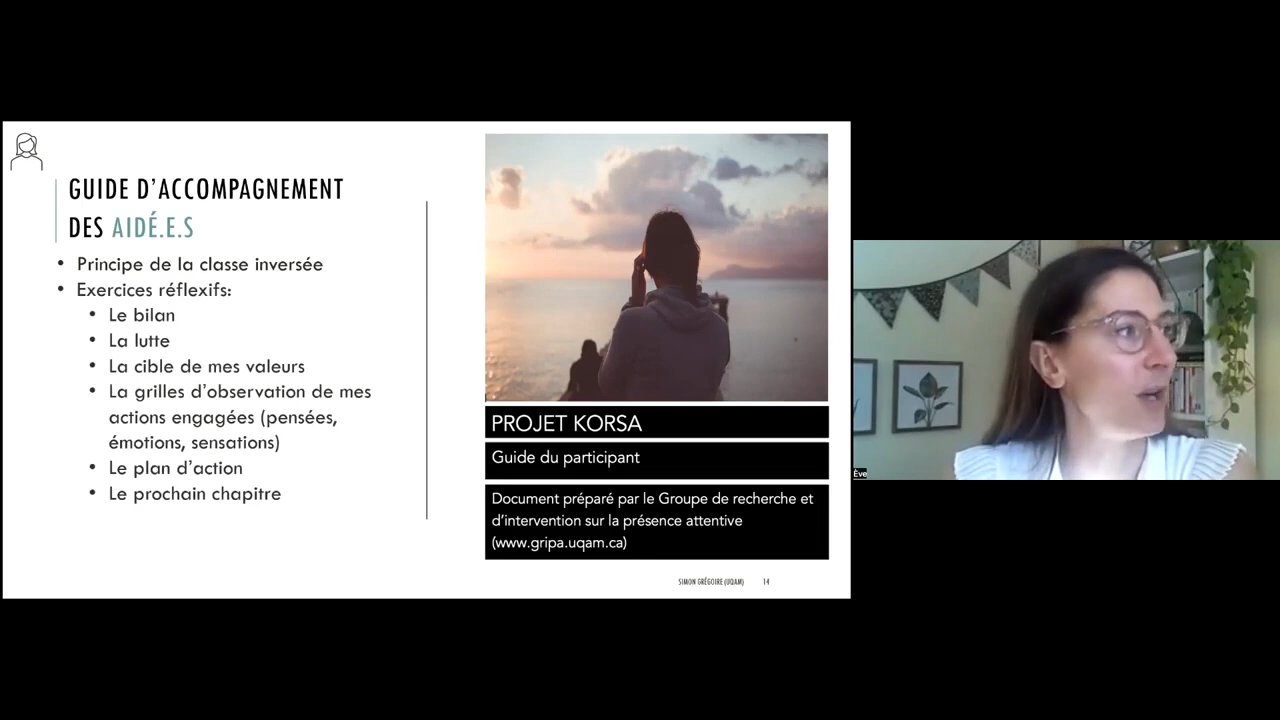 GUIDE D'ACCOMPAGNEMENT
DES AIDÉ.E.S
• Principe de la classe inversée
• Exercices réflexifs:
• Le bilan
• La lutte
• La cible de mes valeurs
• La grilles d'observation de mes
actions engagées (pensées,
émotions, sensations)
• Le plan d'action
• Le prochain chapitre
PROJET KORSA
Guide du participant
Document préparé par le Groupe de recherche et
d'intervention sur la présence attentive
(www.gripa.uqam.ca)
SIMON GRÉGOIRE (UQAM) 14
Ève